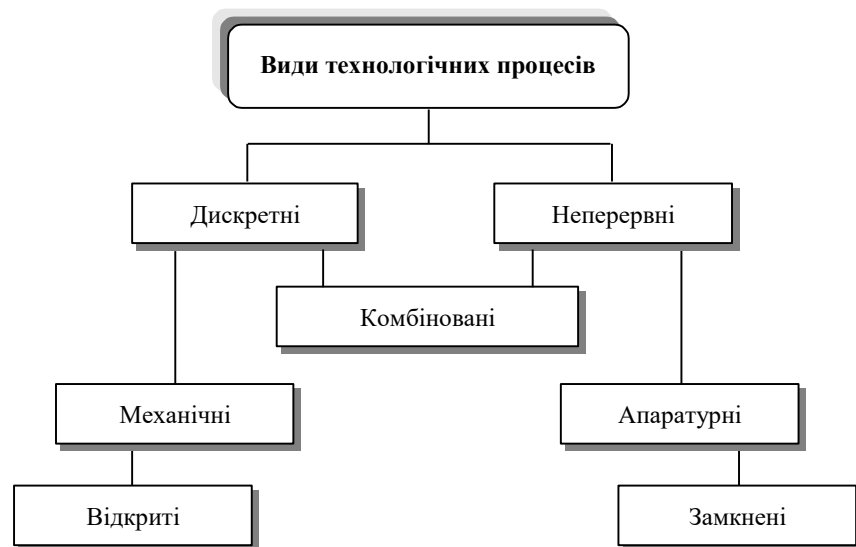 Види технологічних процесів
Дискретні
Неперервні
Комбіновані
Механічні
Апаратурні
Відкриті
Замкнені